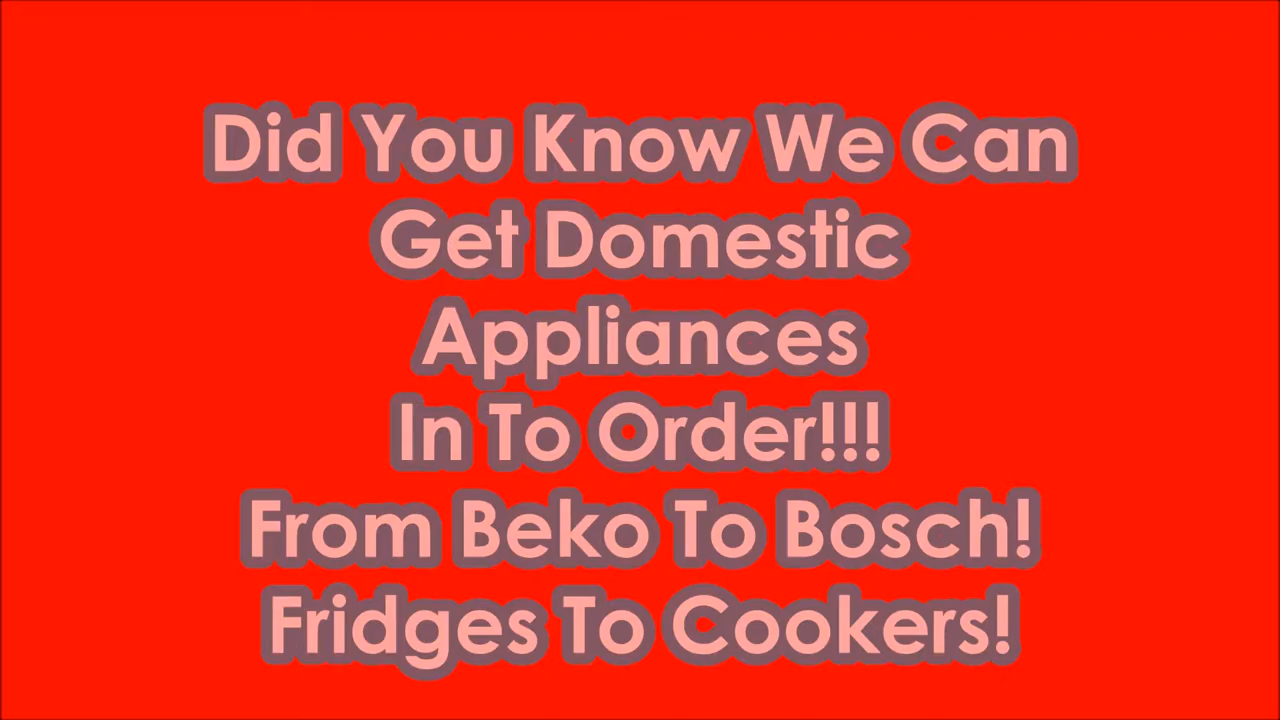 Did You Know We Can
Get Domestic
Appliances
In To Order!!!
From Beko To Bosch!
Fridges To Cookers!